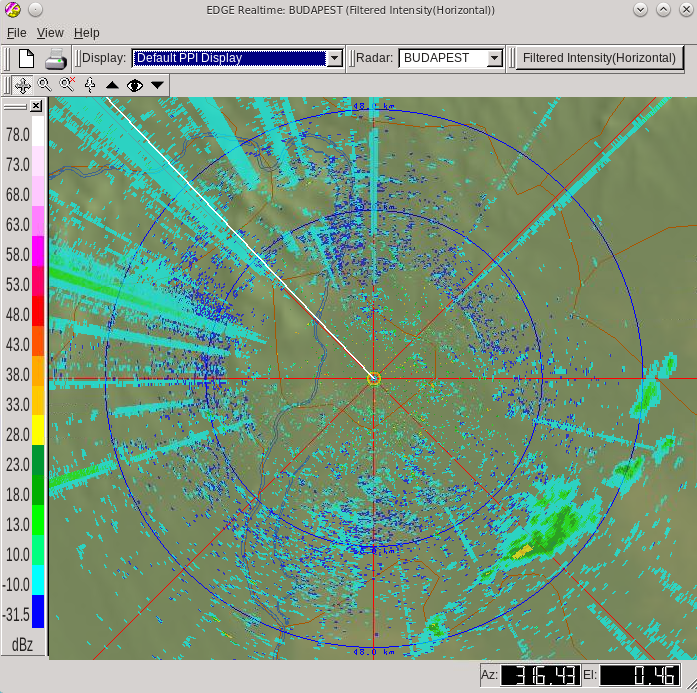 EDGE Realtime: BUDAPEST (Filtered Intensity(Horizontal))
File View Help
Display: Default PPI Display Radar: BUDAPEST Filtered Intensity(Horizontal)
48.0 km
78.0
73.0
68.0
63.0
58.0
53.0
48.0
43.0
38.0
33.0
28.0
23.0
18.0
13.0
10.0
-10.0
-31.5
dBz
48.0 km
Az: 316.43 El: 0.46